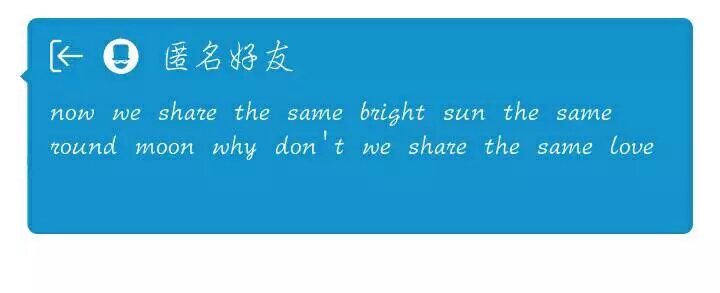 匿名好友
now we share the same bright sun the same
round moon why don't we share the same love